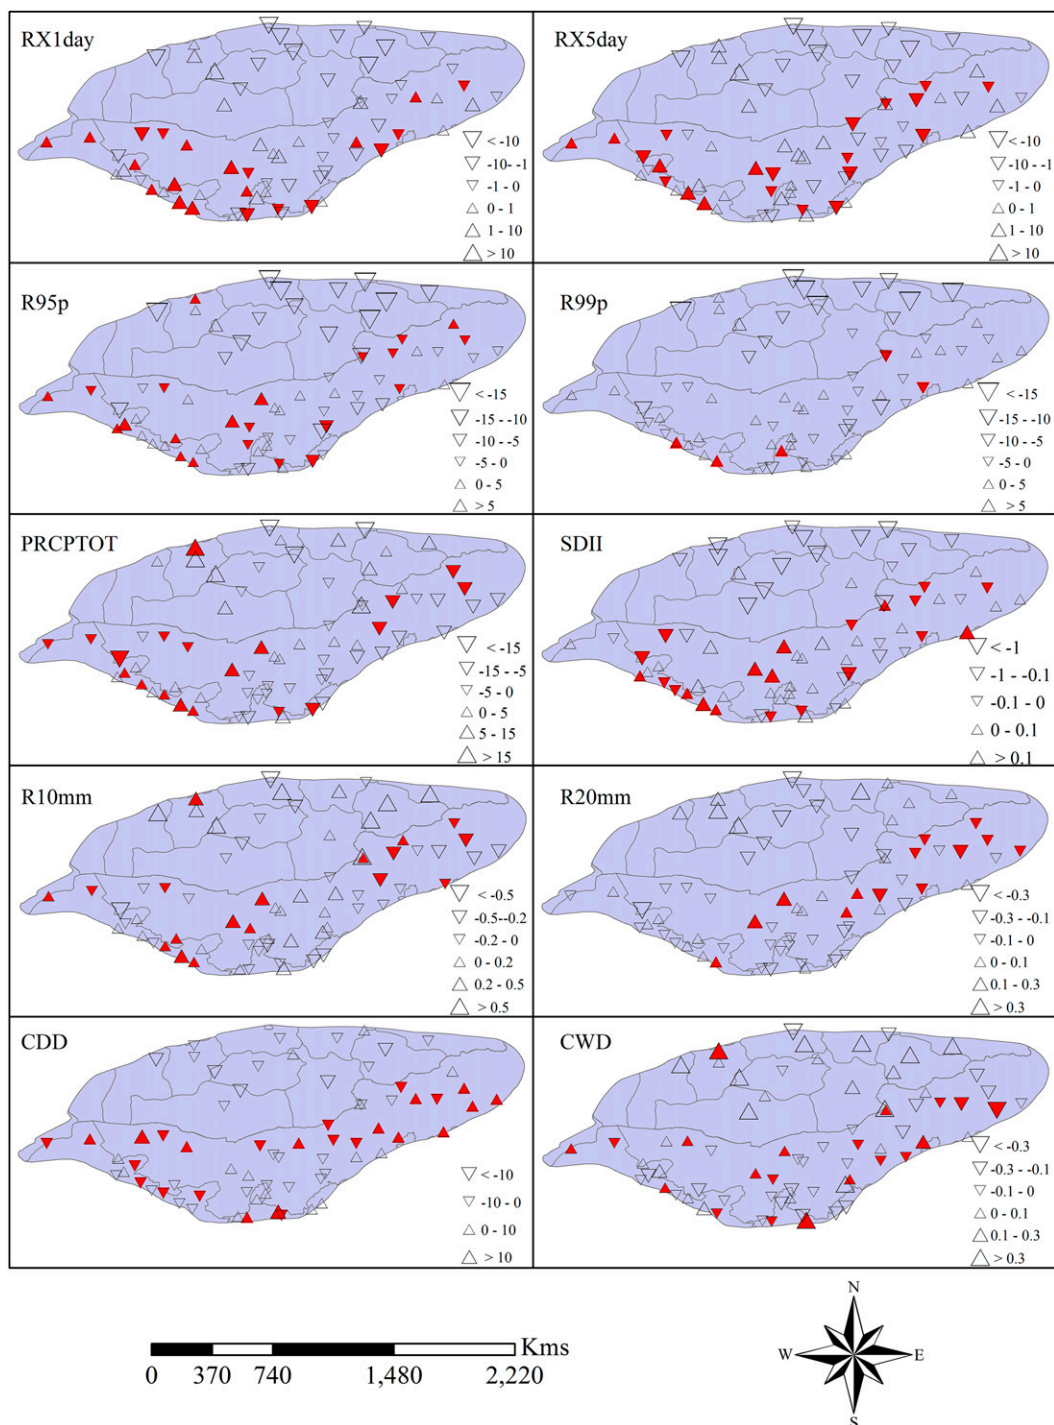 RX1day
< -10
-10--1
-1 - 0
0 - 1
1 - 10
> 10
RX5day
< -10
-10--1
-1 - 0
0 - 1
1 - 10
> 10
R95p
< -15
-15 - -10
-10 - -5
-5 - 0
0 - 5
> 5
R99p
< -15
-15 - -10
-10 - -5
-5 - 0
0 - 5
> 5
PRCPTOT
< -15
-15 - -5
-5 - 0
0 - 5
5 - 15
> 15
SDII
< -1
-1 - -0.1
-0.1 - 0
0 - 0.1
> 0.1
R10mm
< -0.5
-0.5--0.2
-0.2 - 0
0 - 0.2
0.2 - 0.5
> 0.5
R20mm
< -0.3
-0.3 - -0.1
-0.1 - 0
0 - 0.1
0.1 - 0.3
> 0.3
CDD
< -10
-10 - 0
0 - 10
> 10
CWD
< -0.3
-0.3 - -0.1
-0.1 - 0
0 - 0.1
0.1 - 0.3
> 0.3
Kms
0 370 740 1,480 2,220
N
W E
S